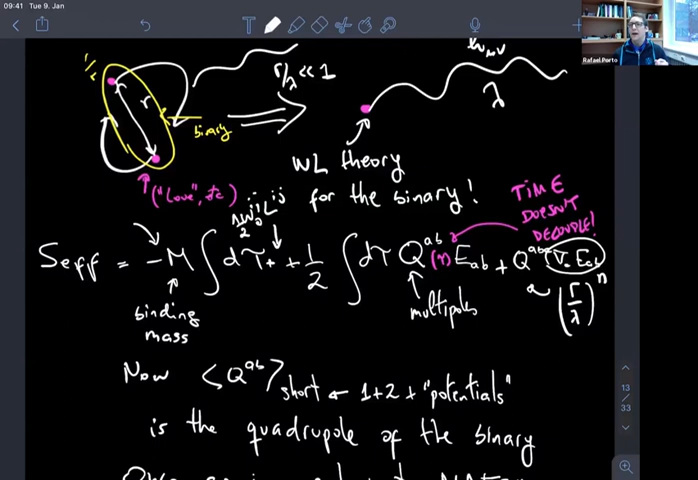 09:41 Tue 9. Jan
Rafael Porto
r/λ << 1
r
λ
binary
WL theory
("Love", etc)
for the binary!
TIME
DOESN'T
DECOUPLE!
Seff = -M ∫dτ + 1/2 ∫dτ Q^ab (τ) E_ab + Q^abc ∇c E_ab
binding
mass
multipoles
(r/λ)^n
Now <Q^ab>short ← 1+2 + "potentials"
is the quadrupole of the binary
13
/
33